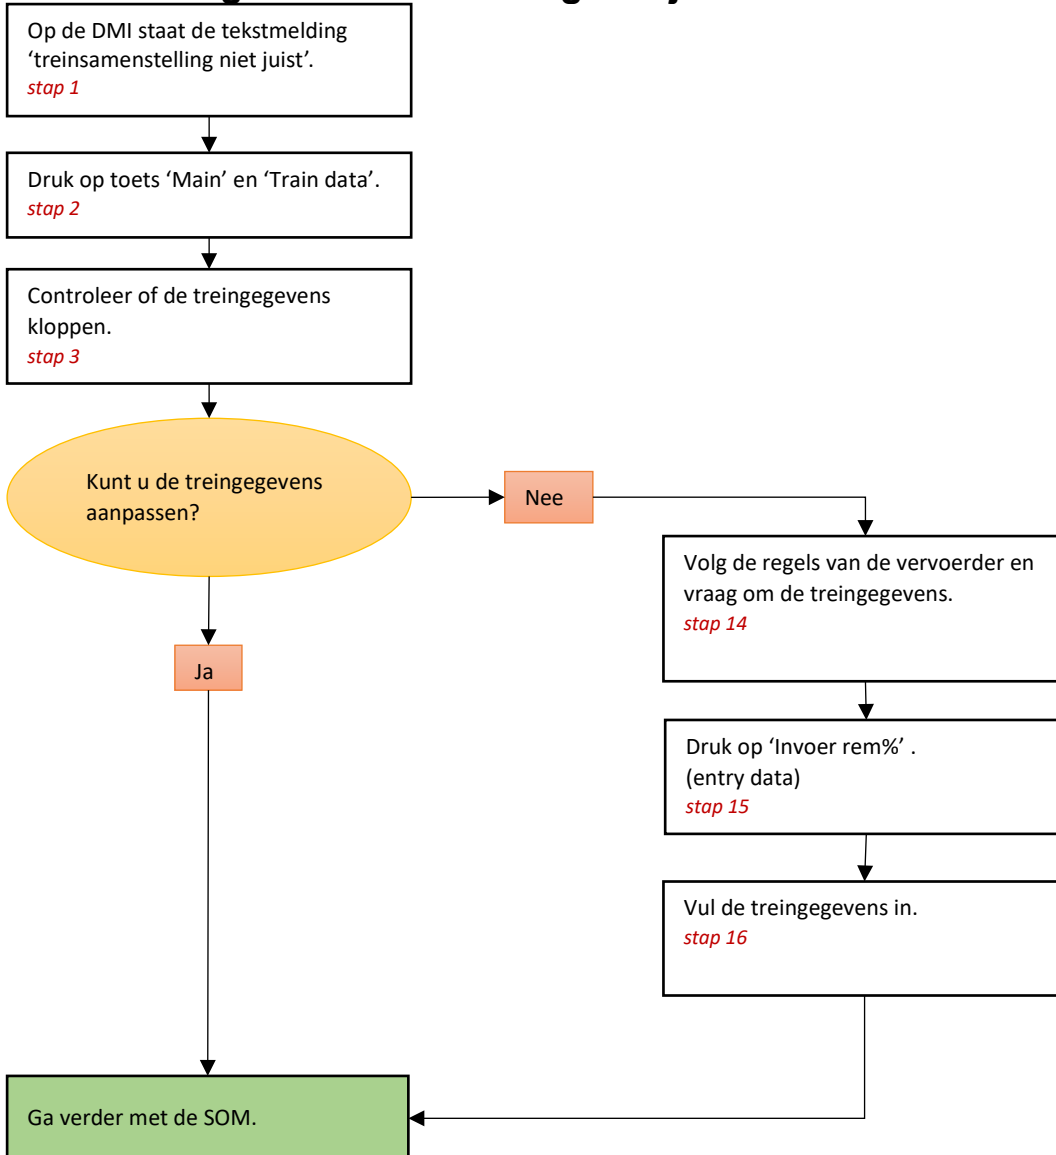 Op de DMI staat de tekstmelding
‘treinsamenstelling niet juist’.
stap 1
Druk op toets ‘Main’ en ‘Train data’.
stap 2
Controleer of de treingegevens
kloppen.
stap 3
Kunt u de treingegevens
aanpassen?
Nee
Volg de regels van de vervoerder en
vraag om de treingegevens.
stap 14
Ja
Druk op ‘Invoer rem%’ .
(entry data)
stap 15
Vul de treingegevens in.
stap 16
Ga verder met de SOM.